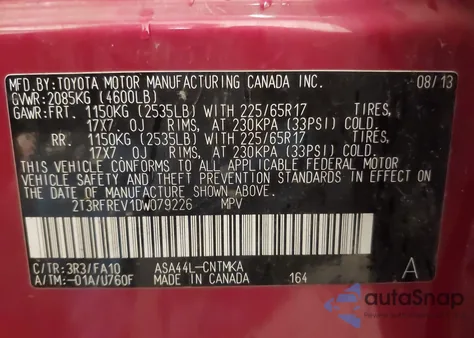 MFD. BY: TOYOTA MOTOR MANUFACTURING CANADA INC. 08/13
GVWR: 2085KG (4600LB)
GAWR: FRT. 1150KG (2535LB) WITH 225/65R17 TIRES,
17X7. OJ RIMS, AT 230KPA (33PSI) COLD.
RR. 1150KG (2535LB) WITH 225/65R17 TIRES,
17X7. OJ RIMS, AT 230KPA (33PSI) COLD.
THIS VEHICLE CONFORMS TO ALL APPLICABLE FEDERAL MOTOR
VEHICLE SAFETY AND THEFT PREVENTION STANDARDS IN EFFECT ON
THE DATE OF MANUFACTURE SHOWN ABOVE.
2T3RFREV1DW079226 MPV
C/TR: 3R3/FA10 ASA44L-CNTMKA A
A/TM: -01A/U760F MADE IN CANADA 164
autoSnap
Powered by